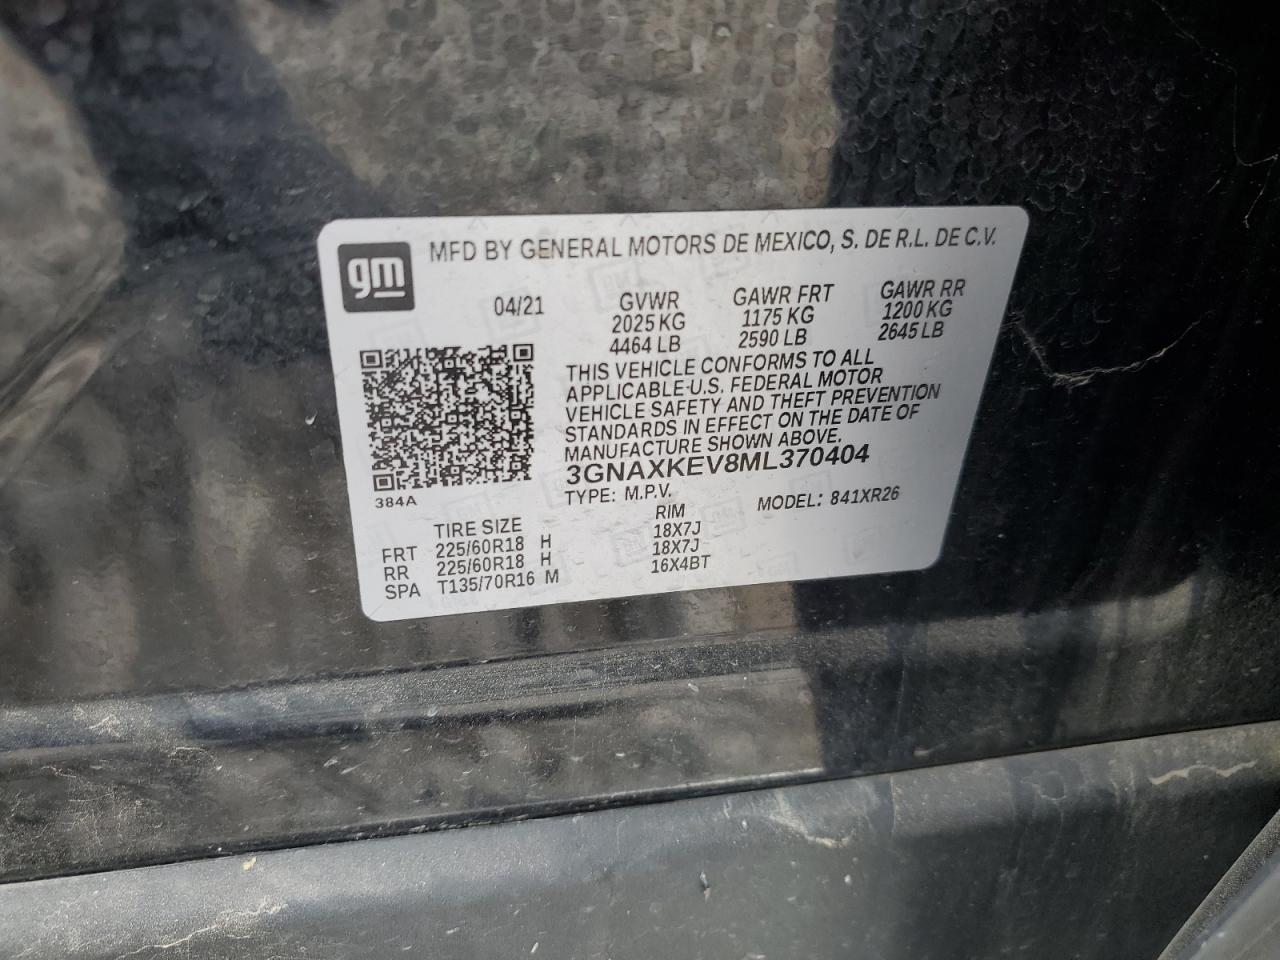 gm
MFD BY GENERAL MOTORS DE MEXICO, S. DE R.L. DE C.V.
04/21 GVWR GAWR FRT GAWR RR
2025 KG 1175 KG 1200 KG
4464 LB 2590 LB 2645 LB
THIS VEHICLE CONFORMS TO ALL
APPLICABLE U.S. FEDERAL MOTOR
VEHICLE SAFETY AND THEFT PREVENTION
STANDARDS IN EFFECT ON THE DATE OF
MANUFACTURE SHOWN ABOVE.
3GNAXKEV8ML370404
TYPE: M.P.V. MODEL: 841XR26
384A
TIRE SIZE RIM
FRT 225/60R18 H 18X7J
RR 225/60R18 H 18X7J
SPA T135/70R16 M 16X4BT